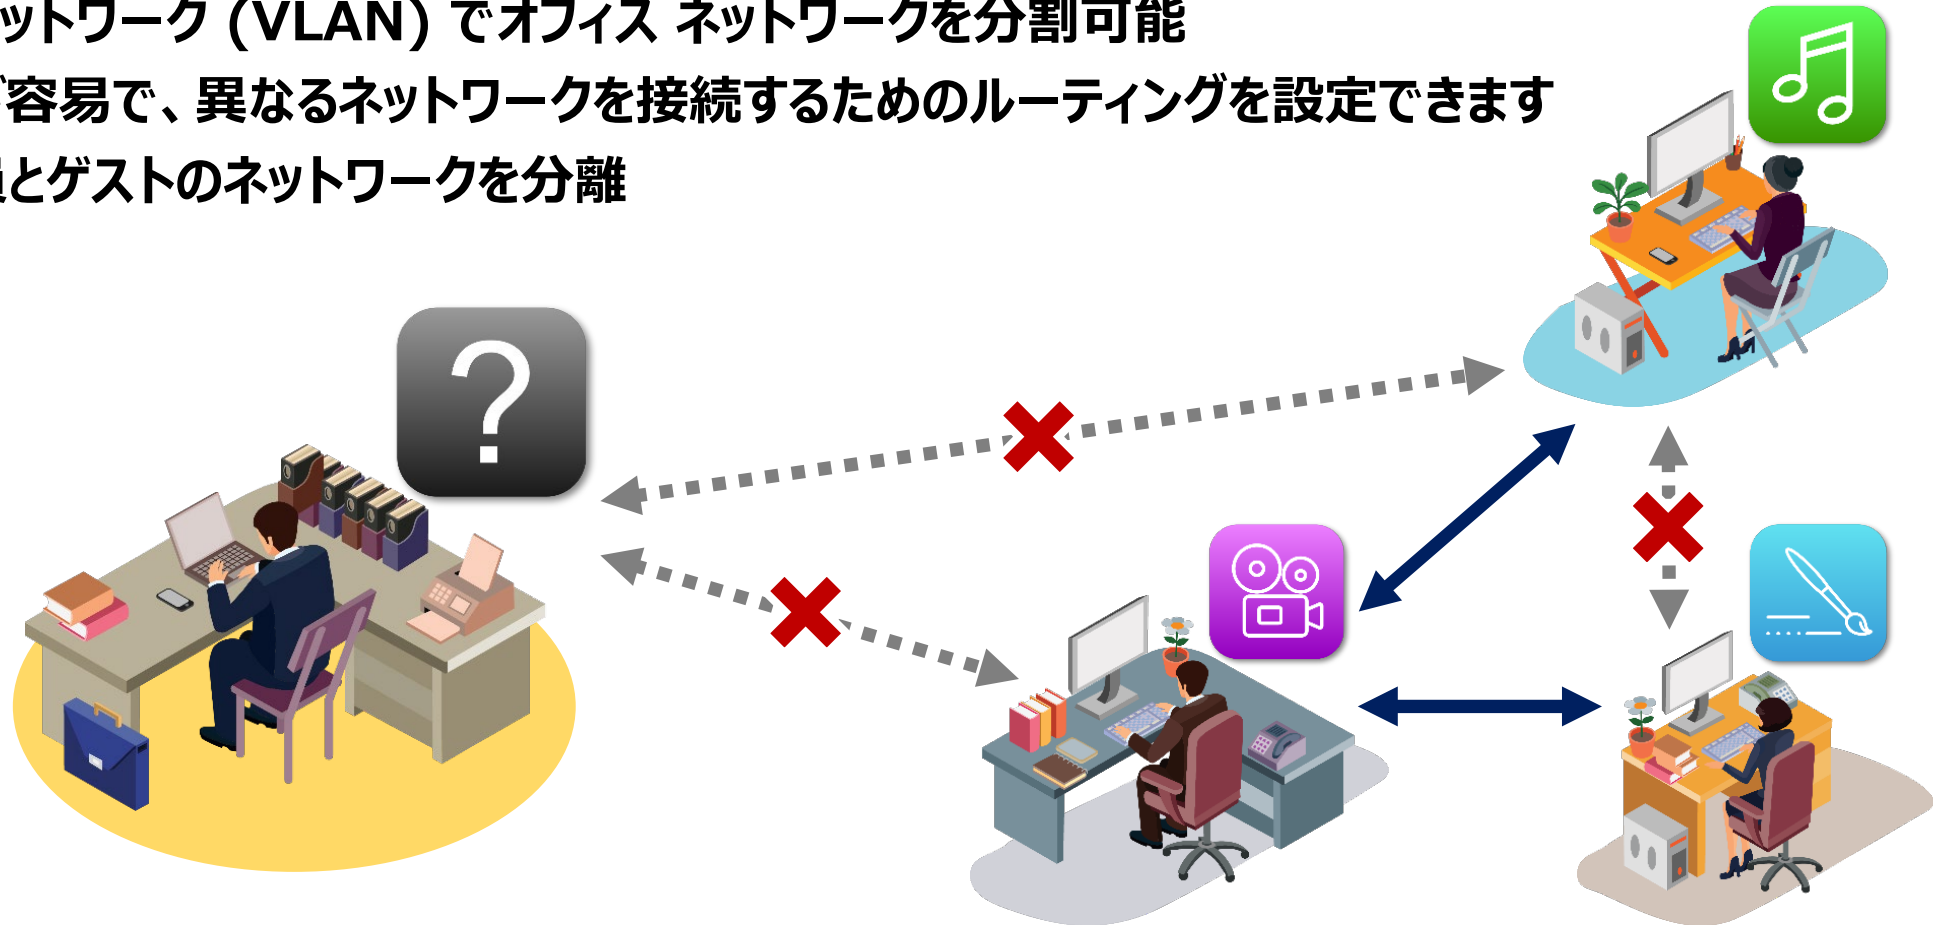 ットワーク (VLAN) でオフィス ネットワークを分割可能
容易で、異なるネットワークを接続するためのルーティングを設定できます
とゲストのネットワークを分離
?